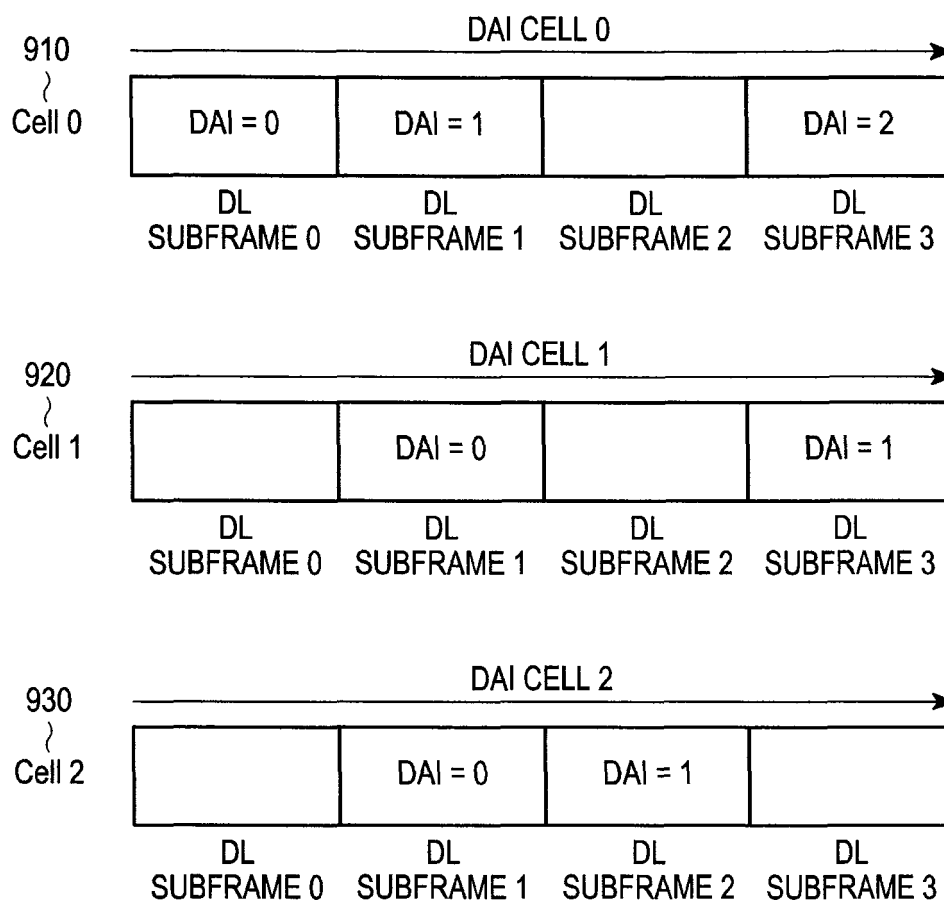 DAI CELL 0
910
Cell 0
DAI = 0 DAI = 1 DAI = 2
DL DL DL DL
SUBFRAME 0 SUBFRAME 1 SUBFRAME 2 SUBFRAME 3
DAI CELL 1
920
Cell 1
DAI = 0 DAI = 1
DL DL DL DL
SUBFRAME 0 SUBFRAME 1 SUBFRAME 2 SUBFRAME 3
DAI CELL 2
930
Cell 2
DAI = 0 DAI = 1
DL DL DL DL
SUBFRAME 0 SUBFRAME 1 SUBFRAME 2 SUBFRAME 3